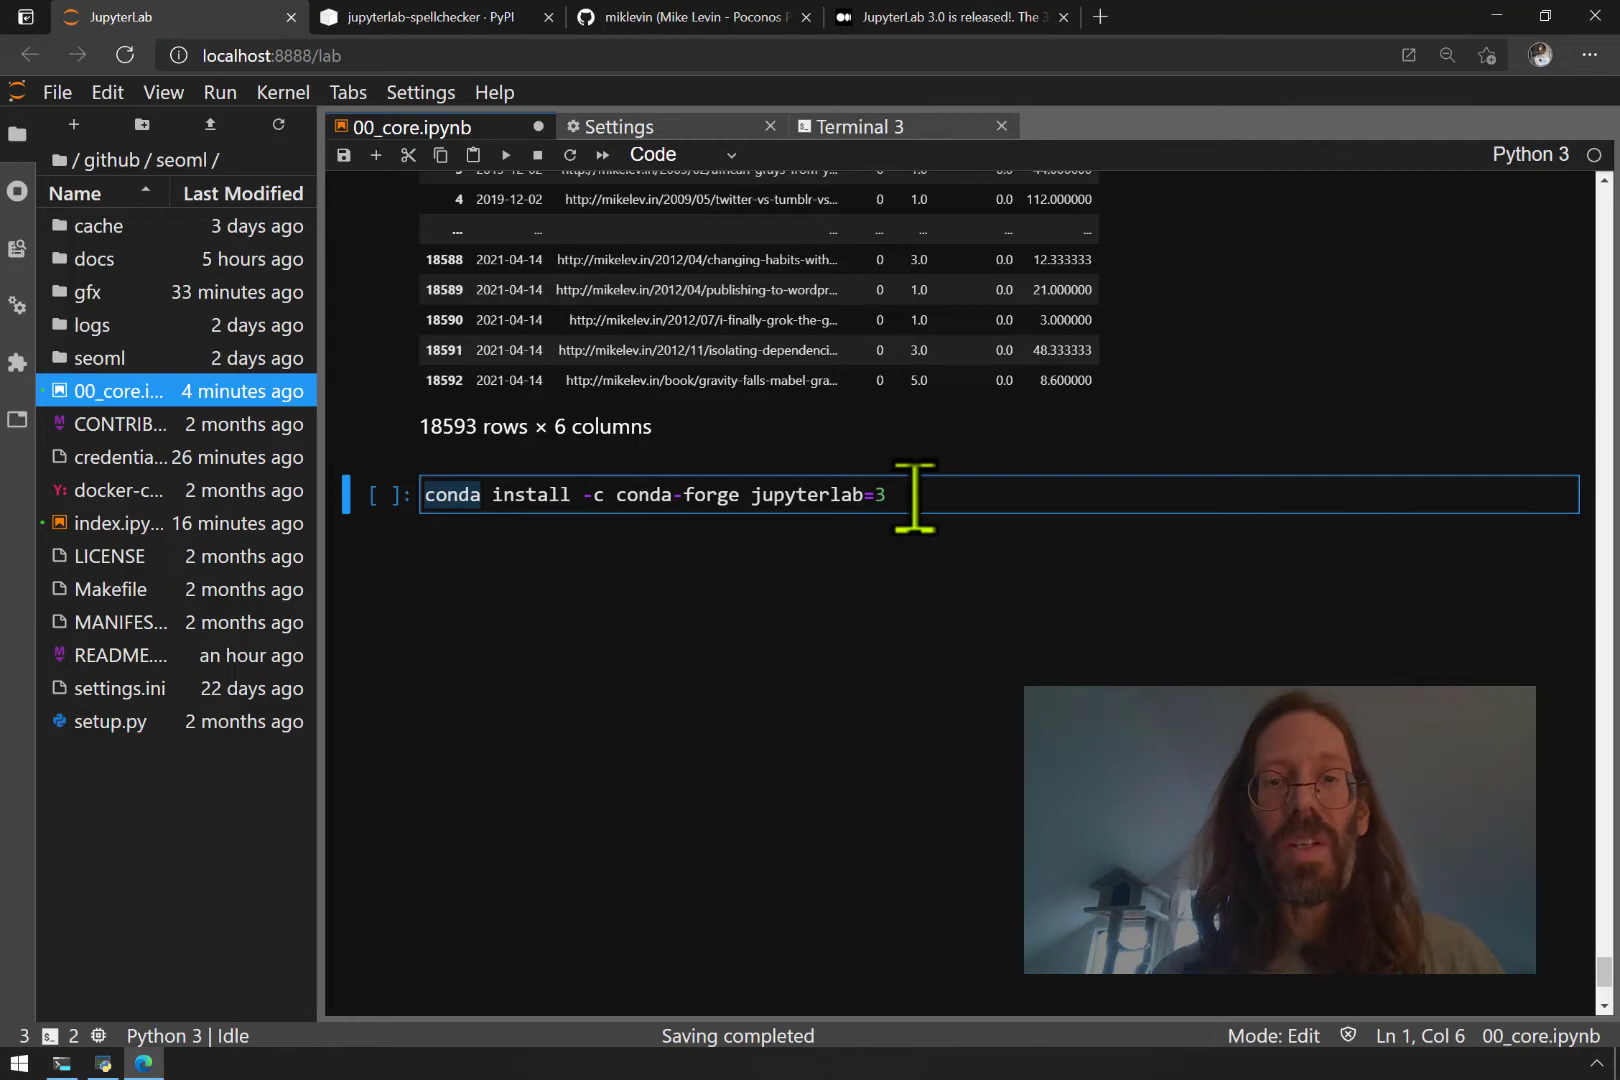 JupyterLab
jupyterlab-spellchecker · PyPI
miklevin (Mike Levin - Poconos P
JupyterLab 3.0 is released!. The 3
localhost:8888/lab
File Edit View Run Kernel Tabs Settings Help
00_core.ipynb
Settings
Terminal 3
/ github / seoml /
Code
Python 3
Name Last Modified
cache 3 days ago
docs 5 hours ago
gfx 33 minutes ago
logs 2 days ago
seoml 2 days ago
00_core.i... 4 minutes ago
CONTRIB... 2 months ago
credentia... 26 minutes ago
docker-c... 2 months ago
index.ipy... 16 minutes ago
LICENSE 2 months ago
Makefile 2 months ago
MANIFES... 2 months ago
README.... an hour ago
settings.ini 22 days ago
setup.py 2 months ago
4 2019-12-02 http://mikelev.in/2009/05/twitter-vs-tumblr-vs... 0 1.0 0.0 112.000000
... ... ... ... ... ... ...
18588 2021-04-14 http://mikelev.in/2012/04/changing-habits-with... 0 3.0 0.0 12.333333
18589 2021-04-14 http://mikelev.in/2012/04/publishing-to-wordpr... 0 1.0 0.0 21.000000
18590 2021-04-14 http://mikelev.in/2012/07/i-finally-grok-the-g... 0 1.0 0.0 3.000000
18591 2021-04-14 http://mikelev.in/2012/11/isolating-dependenci... 0 3.0 0.0 48.333333
18592 2021-04-14 http://mikelev.in/book/gravity-falls-mabel-gra... 0 5.0 0.0 8.600000
18593 rows × 6 columns
[ ]: conda install -c conda-forge jupyterlab=3
3 2 Python 3 | Idle
Saving completed
Mode: Edit Ln 1, Col 6 00_core.ipynb